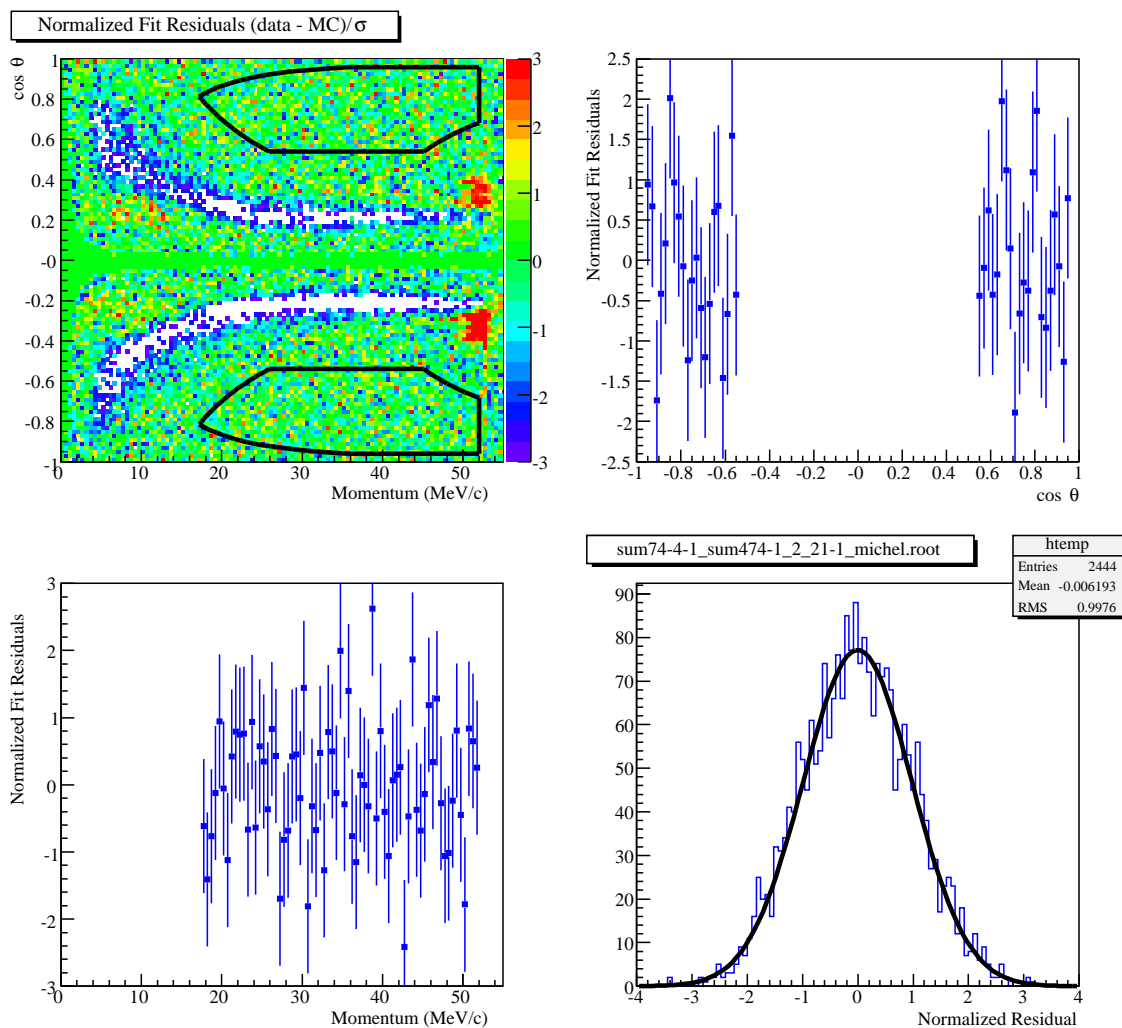 Normalized Fit Residuals (data - MC)/σ
cos θ
1
0.8
0.6
0.4
0.2
-0
-0.2
-0.4
-0.6
-0.8
-1
0 10 20 30 40 50
Momentum (MeV/c)
3
2
1
0
-1
-2
-3
Normalized Fit Residuals
2.5
2
1.5
1
0.5
0
-0.5
-1
-1.5
-2
-2.5
-1 -0.8 -0.6 -0.4 -0.2 -0 0.2 0.4 0.6 0.8 1
cos θ
Normalized Fit Residuals
3
2
1
0
-1
-2
-3
0 10 20 30 40 50
Momentum (MeV/c)
sum74-4-1_sum474-1_2_21-1_michel.root
htemp
Entries 2444
Mean -0.006193
RMS 0.9976
90
80
70
60
50
40
30
20
10
0
-4 -3 -2 -1 0 1 2 3 4
Normalized Residual